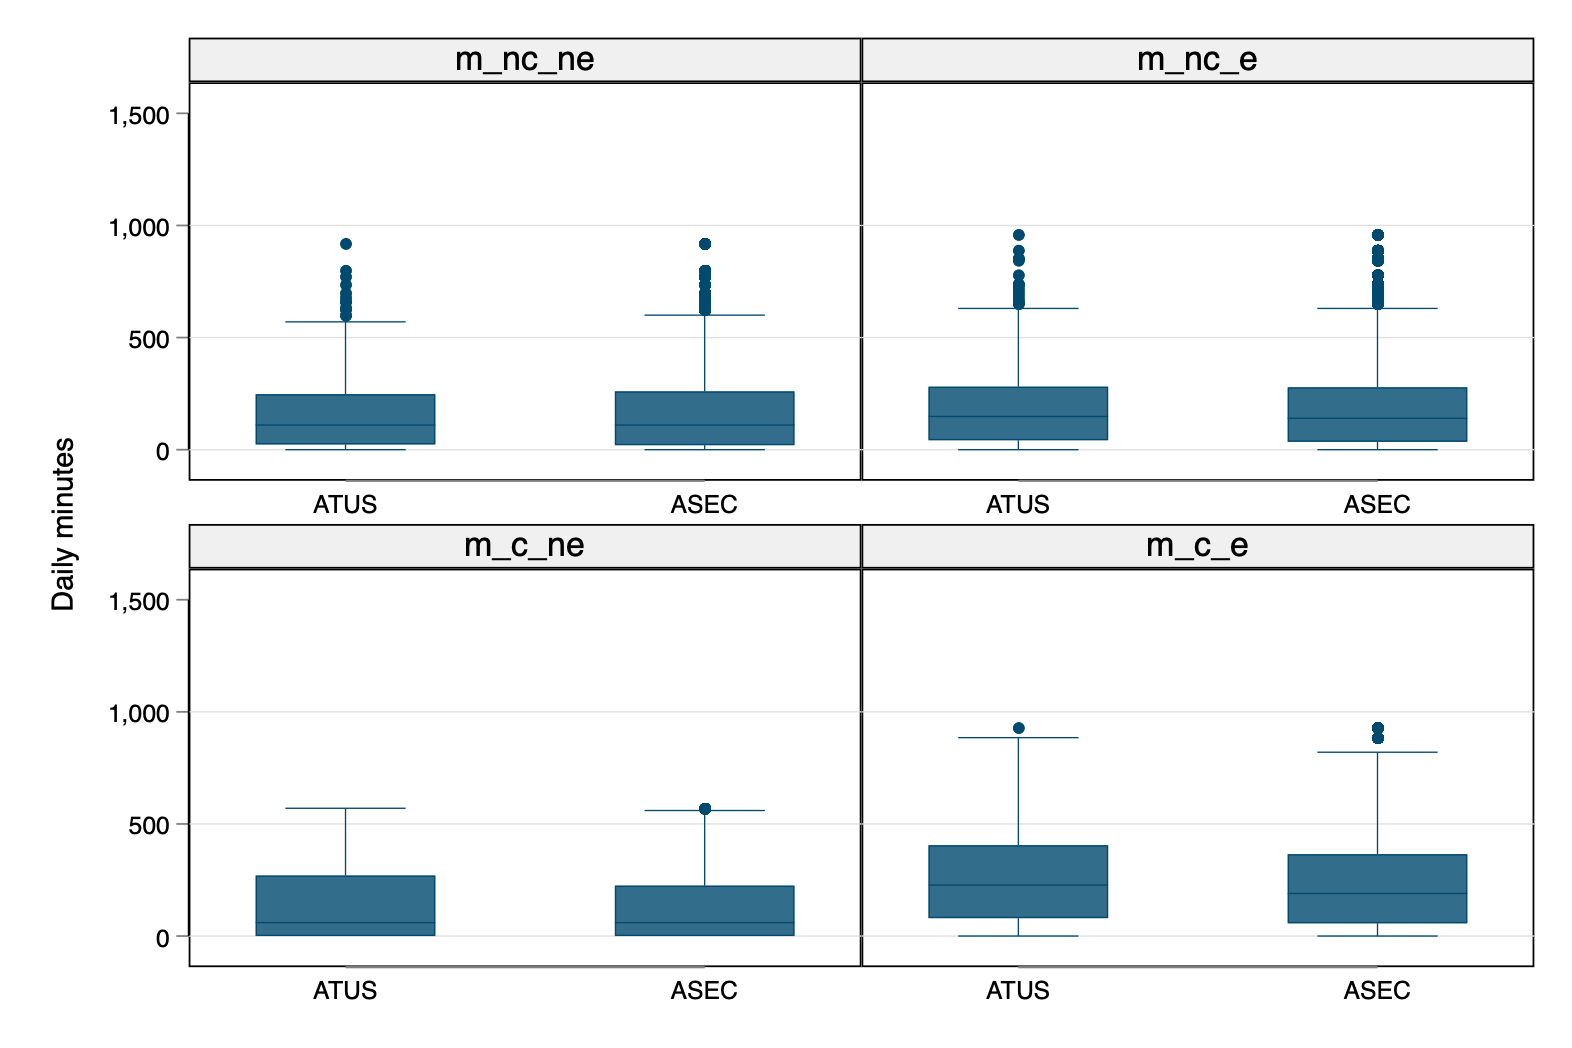 m_nc_ne
m_nc_e
1,500
1,000
500
0
ATUS
ASEC
ATUS
ASEC
Daily minutes
m_c_ne
m_c_e
1,500
1,000
500
0
ATUS
ASEC
ATUS
ASEC